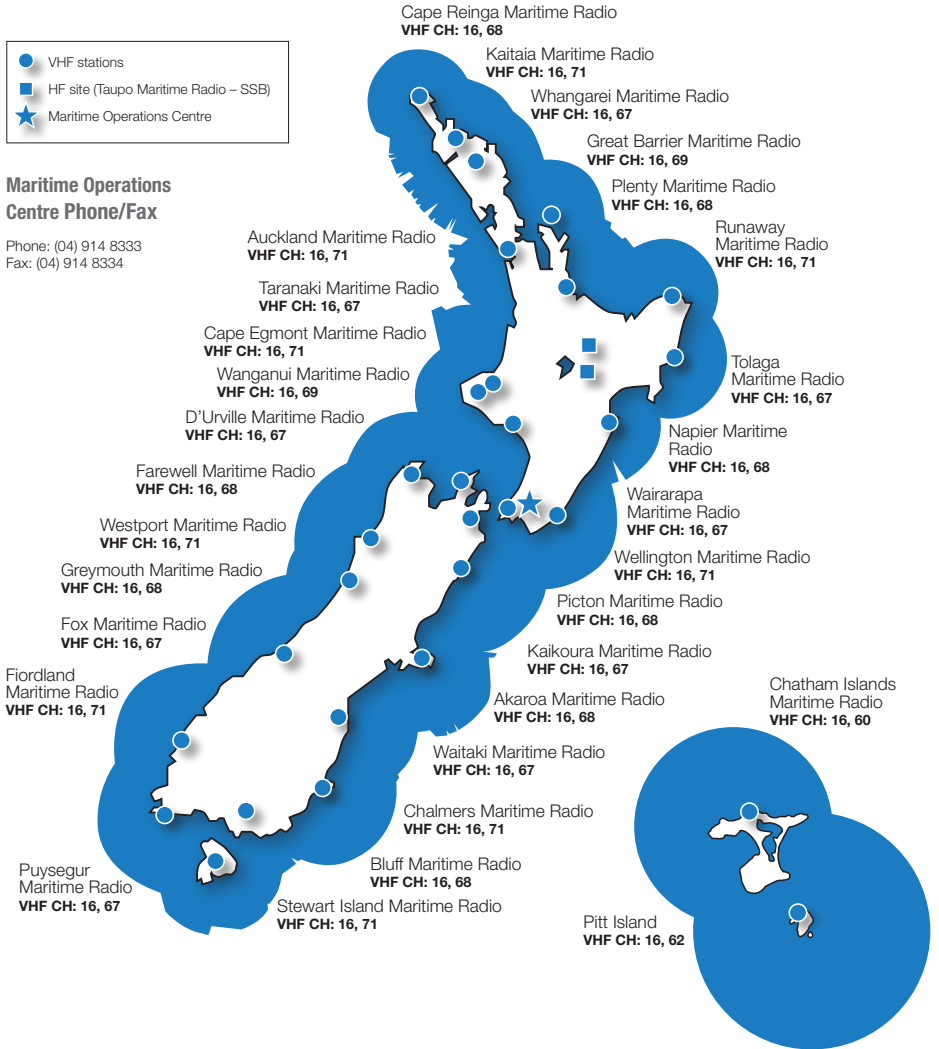 Cape Reinga Maritime Radio
VHF CH: 16, 68
Kaitaia Maritime Radio
VHF CH: 16, 71
Whangarei Maritime Radio
VHF CH: 16, 67
Great Barrier Maritime Radio
VHF CH: 16, 69
Plenty Maritime Radio
VHF CH: 16, 68
Runaway
Maritime Radio
VHF CH: 16, 71
VHF stations
HF site (Taupo Maritime Radio – SSB)
Maritime Operations Centre
Maritime Operations
Centre Phone/Fax
Phone: (04) 914 8333
Fax: (04) 914 8334
Auckland Maritime Radio
VHF CH: 16, 71
Taranaki Maritime Radio
VHF CH: 16, 67
Cape Egmont Maritime Radio
VHF CH: 16, 71
Wanganui Maritime Radio
VHF CH: 16, 69
D'Urville Maritime Radio
VHF CH: 16, 67
Farewell Maritime Radio
VHF CH: 16, 68
Westport Maritime Radio
VHF CH: 16, 71
Greymouth Maritime Radio
VHF CH: 16, 68
Fox Maritime Radio
VHF CH: 16, 67
Fiordland
Maritime Radio
VHF CH: 16, 71
Puysegur
Maritime Radio
VHF CH: 16, 67
Tolaga
Maritime Radio
VHF CH: 16, 67
Napier Maritime
Radio
VHF CH: 16, 68
Wairarapa
Maritime Radio
VHF CH: 16, 67
Wellington Maritime Radio
VHF CH: 16, 71
Picton Maritime Radio
VHF CH: 16, 68
Kaikoura Maritime Radio
VHF CH: 16, 67
Akaroa Maritime Radio
VHF CH: 16, 68
Waitaki Maritime Radio
VHF CH: 16, 67
Chalmers Maritime Radio
VHF CH: 16, 71
Bluff Maritime Radio
VHF CH: 16, 68
Stewart Island Maritime Radio
VHF CH: 16, 71
Chatham Islands
Maritime Radio
VHF CH: 16, 60
Pitt Island
VHF CH: 16, 62